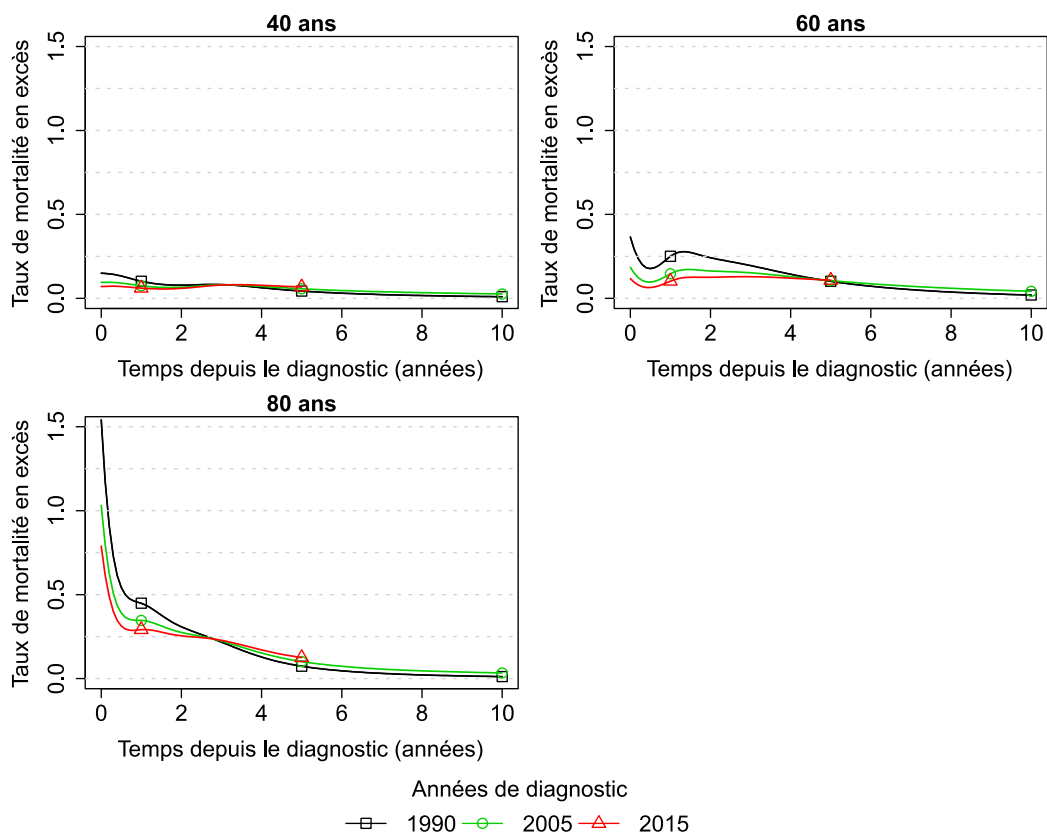 40 ans
Taux de mortalité en excès
1.5
1.0
0.5
0.0
0 2 4 6 8 10
Temps depuis le diagnostic (années)
60 ans
Taux de mortalité en excès
1.5
1.0
0.5
0.0
0 2 4 6 8 10
Temps depuis le diagnostic (années)
80 ans
Taux de mortalité en excès
1.5
1.0
0.5
0.0
0 2 4 6 8 10
Temps depuis le diagnostic (années)
Années de diagnostic
1990 2005 2015